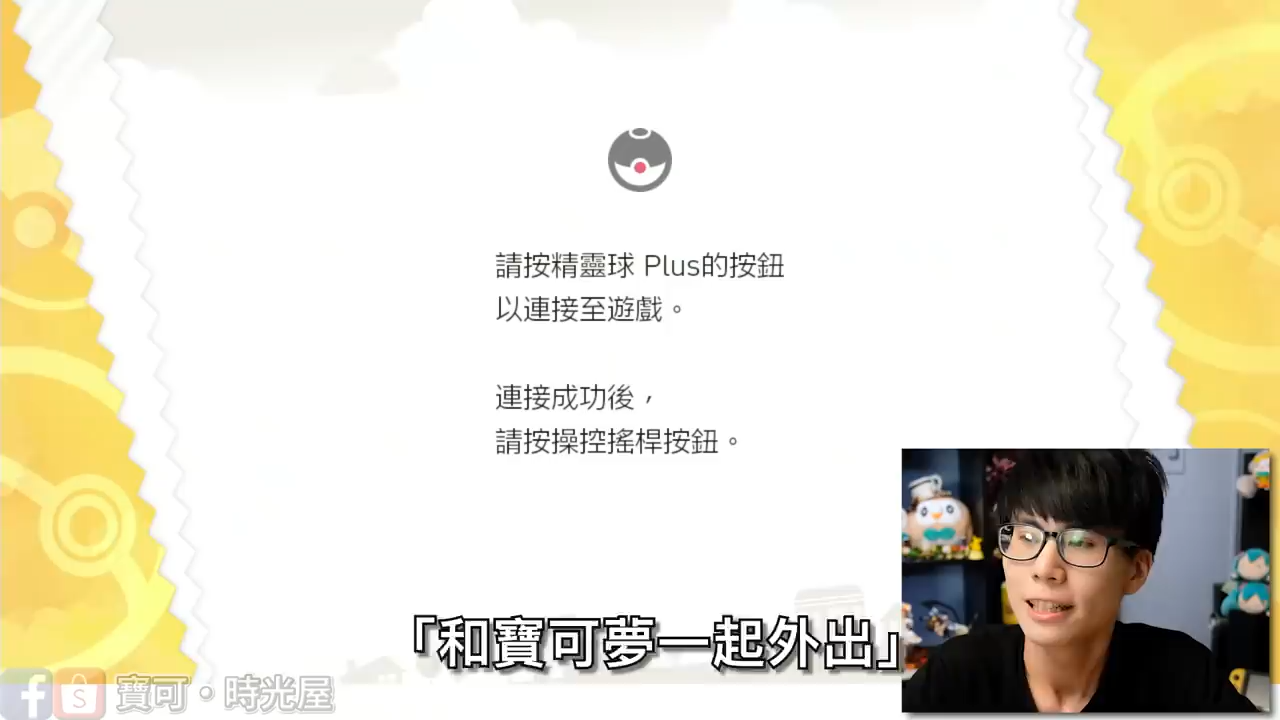 請按精靈球 Plus的按鈕
以連接至遊戲。
連接成功後，
請按操控搖桿按鈕。
「和寶可夢一起外出」
f S 寶可·時光屋